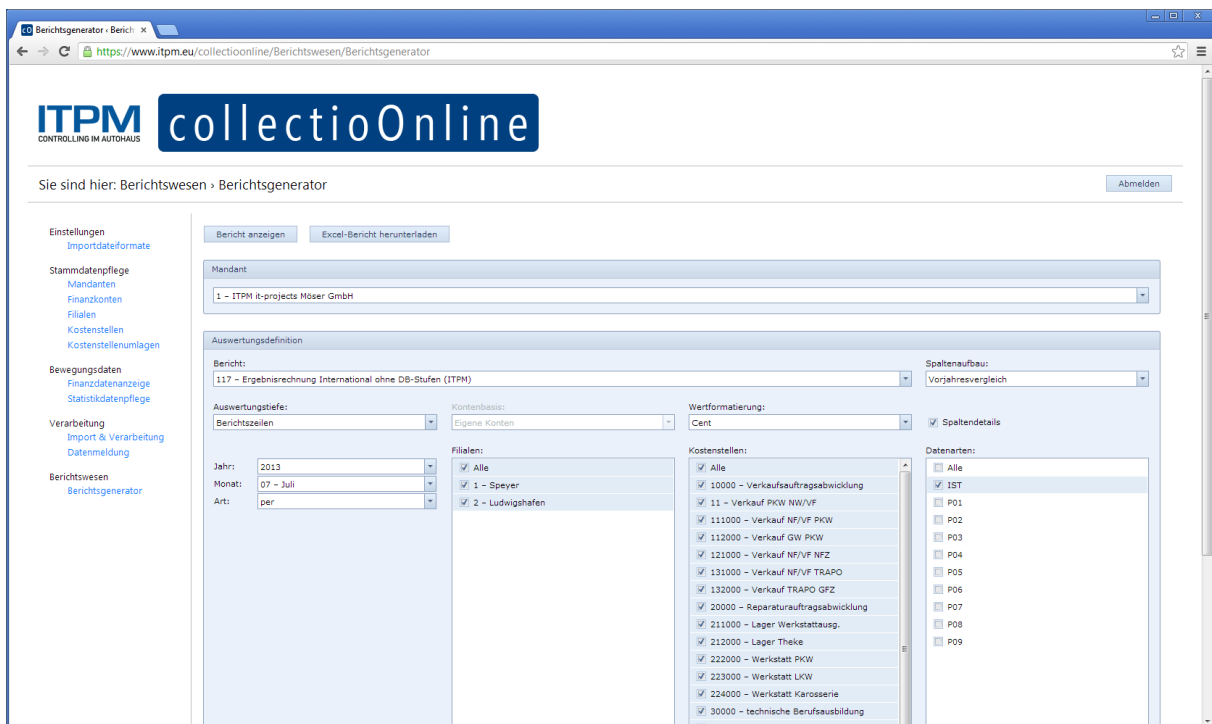 cO Berichtsgenerator ‹ Berich
https://www.itpm.eu/collectioonline/Berichtswesen/Berichtsgenerator
ITPM
CONTROLLING IM AUTOHAUS
collectioOnline
Sie sind hier: Berichtswesen › Berichtsgenerator
Abmelden
Einstellungen
Importdateiformate
Stammdatenpflege
Mandanten
Finanzkonten
Filialen
Kostenstellen
Kostenstellenumlagen
Bewegungsdaten
Finanzdatenanzeige
Statistikdatenpflege
Verarbeitung
Import & Verarbeitung
Datenmeldung
Berichtswesen
Berichtsgenerator
Bericht anzeigen
Excel-Bericht herunterladen
Mandant
1 – ITPM it-projects Möser GmbH
Auswertungsdefinition
Bericht:
117 – Ergebnisrechnung International ohne DB-Stufen (ITPM)
Spaltenaufbau:
Vorjahresvergleich
Auswertungstiefe:
Berichtszeilen
Kontenbasis:
Eigene Konten
Wertformatierung:
Cent
Spaltendetails
Jahr:
2013
Monat:
07 – Juli
Art:
per
Filialen:
Alle
1 – Speyer
2 – Ludwigshafen
Kostenstellen:
Alle
10000 – Verkaufsauftragsabwicklung
11 – Verkauf PKW NW/VF
111000 – Verkauf NF/VF PKW
112000 – Verkauf GW PKW
121000 – Verkauf NF/VF NFZ
131000 – Verkauf NF/VF TRAPO
132000 – Verkauf TRAPO GFZ
20000 – Reparaturauftragsabwicklung
211000 – Lager Werkstattausg.
212000 – Lager Theke
222000 – Werkstatt PKW
223000 – Werkstatt LKW
224000 – Werkstatt Karosserie
30000 – technische Berufsausbildung
Datenarten:
Alle
IST
P01
P02
P03
P04
P05
P06
P07
P08
P09